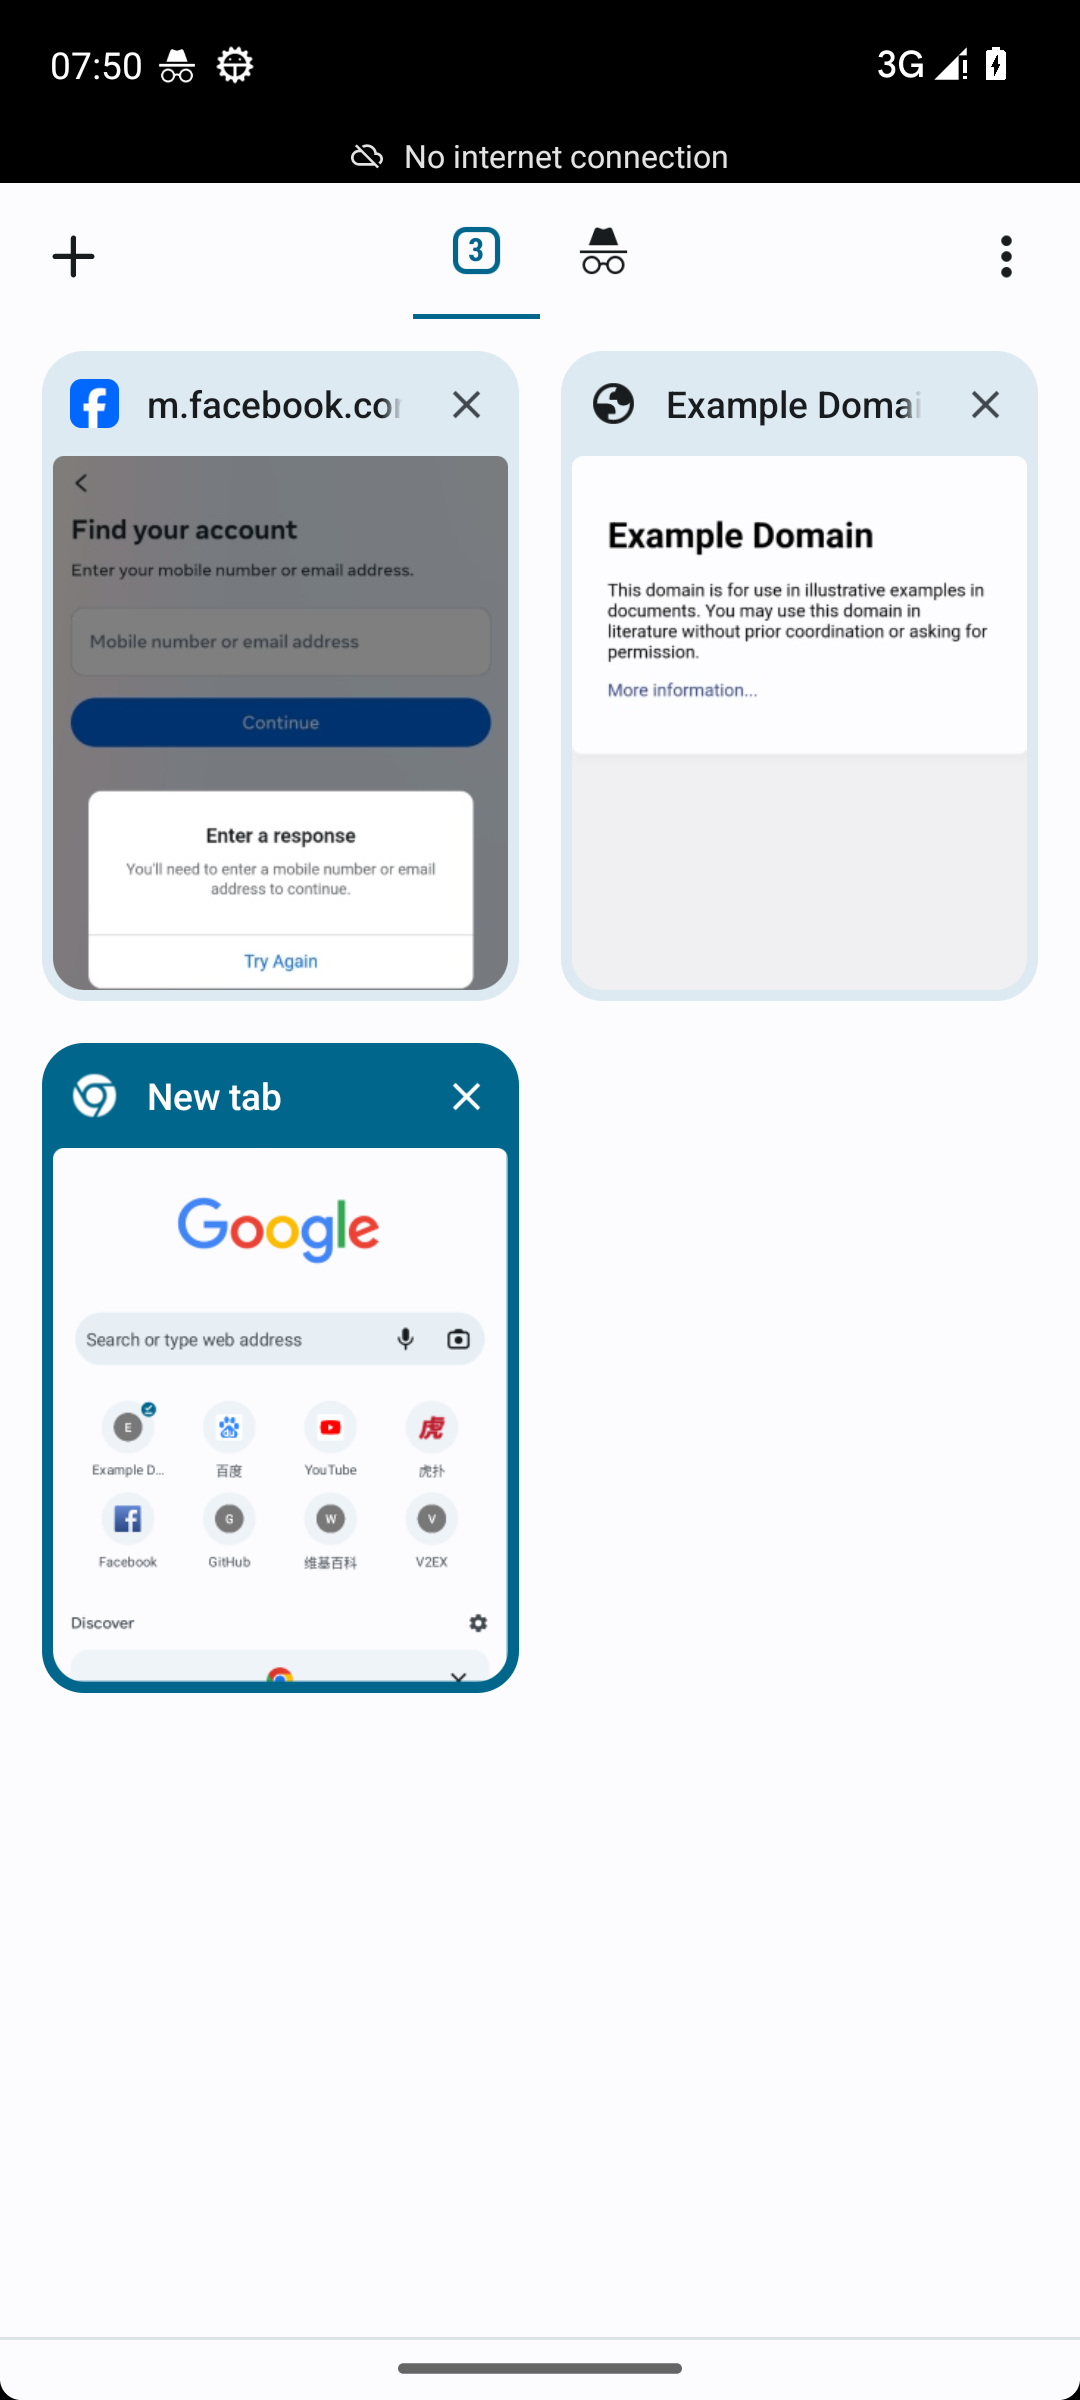 07:50
3G
No internet connection
3
m.facebook.co
Example Domai
Find your account
Enter your mobile number or email address.
Mobile number or email address
Continue
Enter a response
You'll need to enter a mobile number or email
address to continue.
Try Again
Example Domain
This domain is for use in illustrative examples in
documents. You may use this domain in
literature without prior coordination or asking for
permission.
More information...
New tab
Google
Search or type web address
E
Example D...
百度
YouTube
虎
虎扑
Facebook
G
GitHub
W
维基百科
V
V2EX
Discover